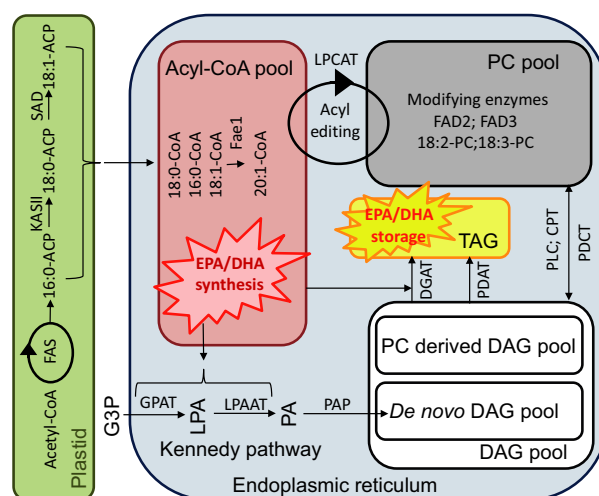 Acetyl-CoA
FAS
16:0-ACP
KASII
18:0-ACP
SAD
18:1-ACP
Plastid
Acyl-CoA pool
18:0-CoA
16:0-CoA
18:1-CoA
Fae1
20:1-CoA
EPA/DHA
synthesis
LPCAT
Acyl
editing
PC pool
Modifying enzymes
FAD2; FAD3
18:2-PC;18:3-PC
EPA/DHA
storage
TAG
DGAT
PDAT
PLC; CPT
PDCT
PC derived DAG pool
De novo DAG pool
DAG pool
G3P
GPAT
LPA
LPAAT
PA
PAP
Kennedy pathway
Endoplasmic reticulum